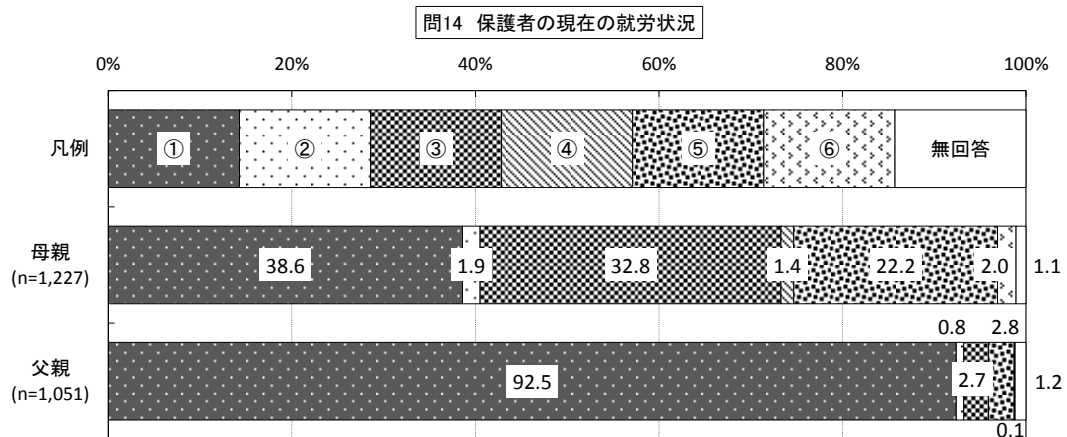 問14 保護者の現在の就労状況
0% 20% 40% 60% 80% 100%
凡例 ① ② ③ ④ ⑤ ⑥ 無回答
母親 38.6 1.9 32.8 1.4 22.2 2.0 1.1
(n=1,227)
0.8 2.8
父親 92.5 2.7 1.2
(n=1,051)
0.1